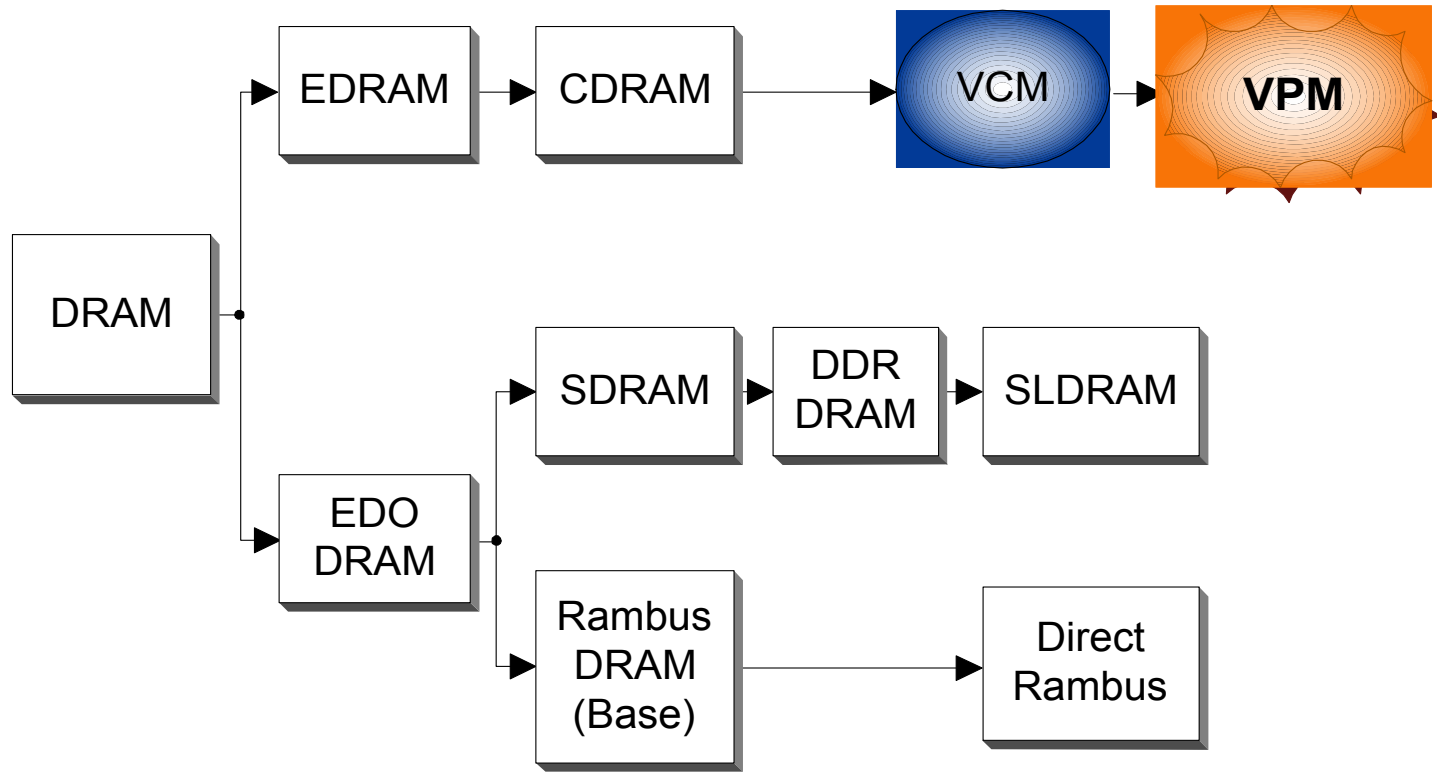 EDRAM
CDRAM
VCM
VPM
DRAM
SDRAM
DDR
DRAM
SLDRAM
EDO
DRAM
Rambus
DRAM
(Base)
Direct
Rambus